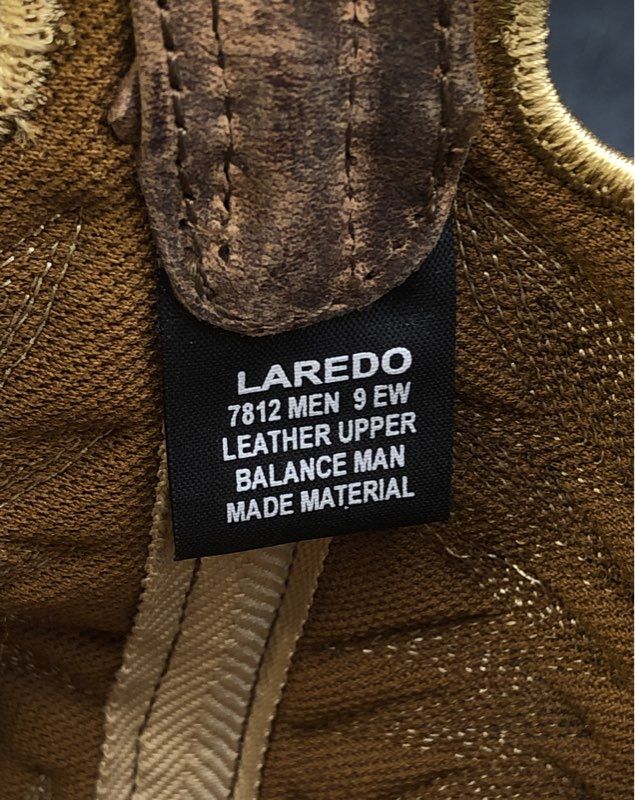 LAREDO
7812 MEN 9 EW
LEATHER UPPER
BALANCE MAN
MADE MATERIAL